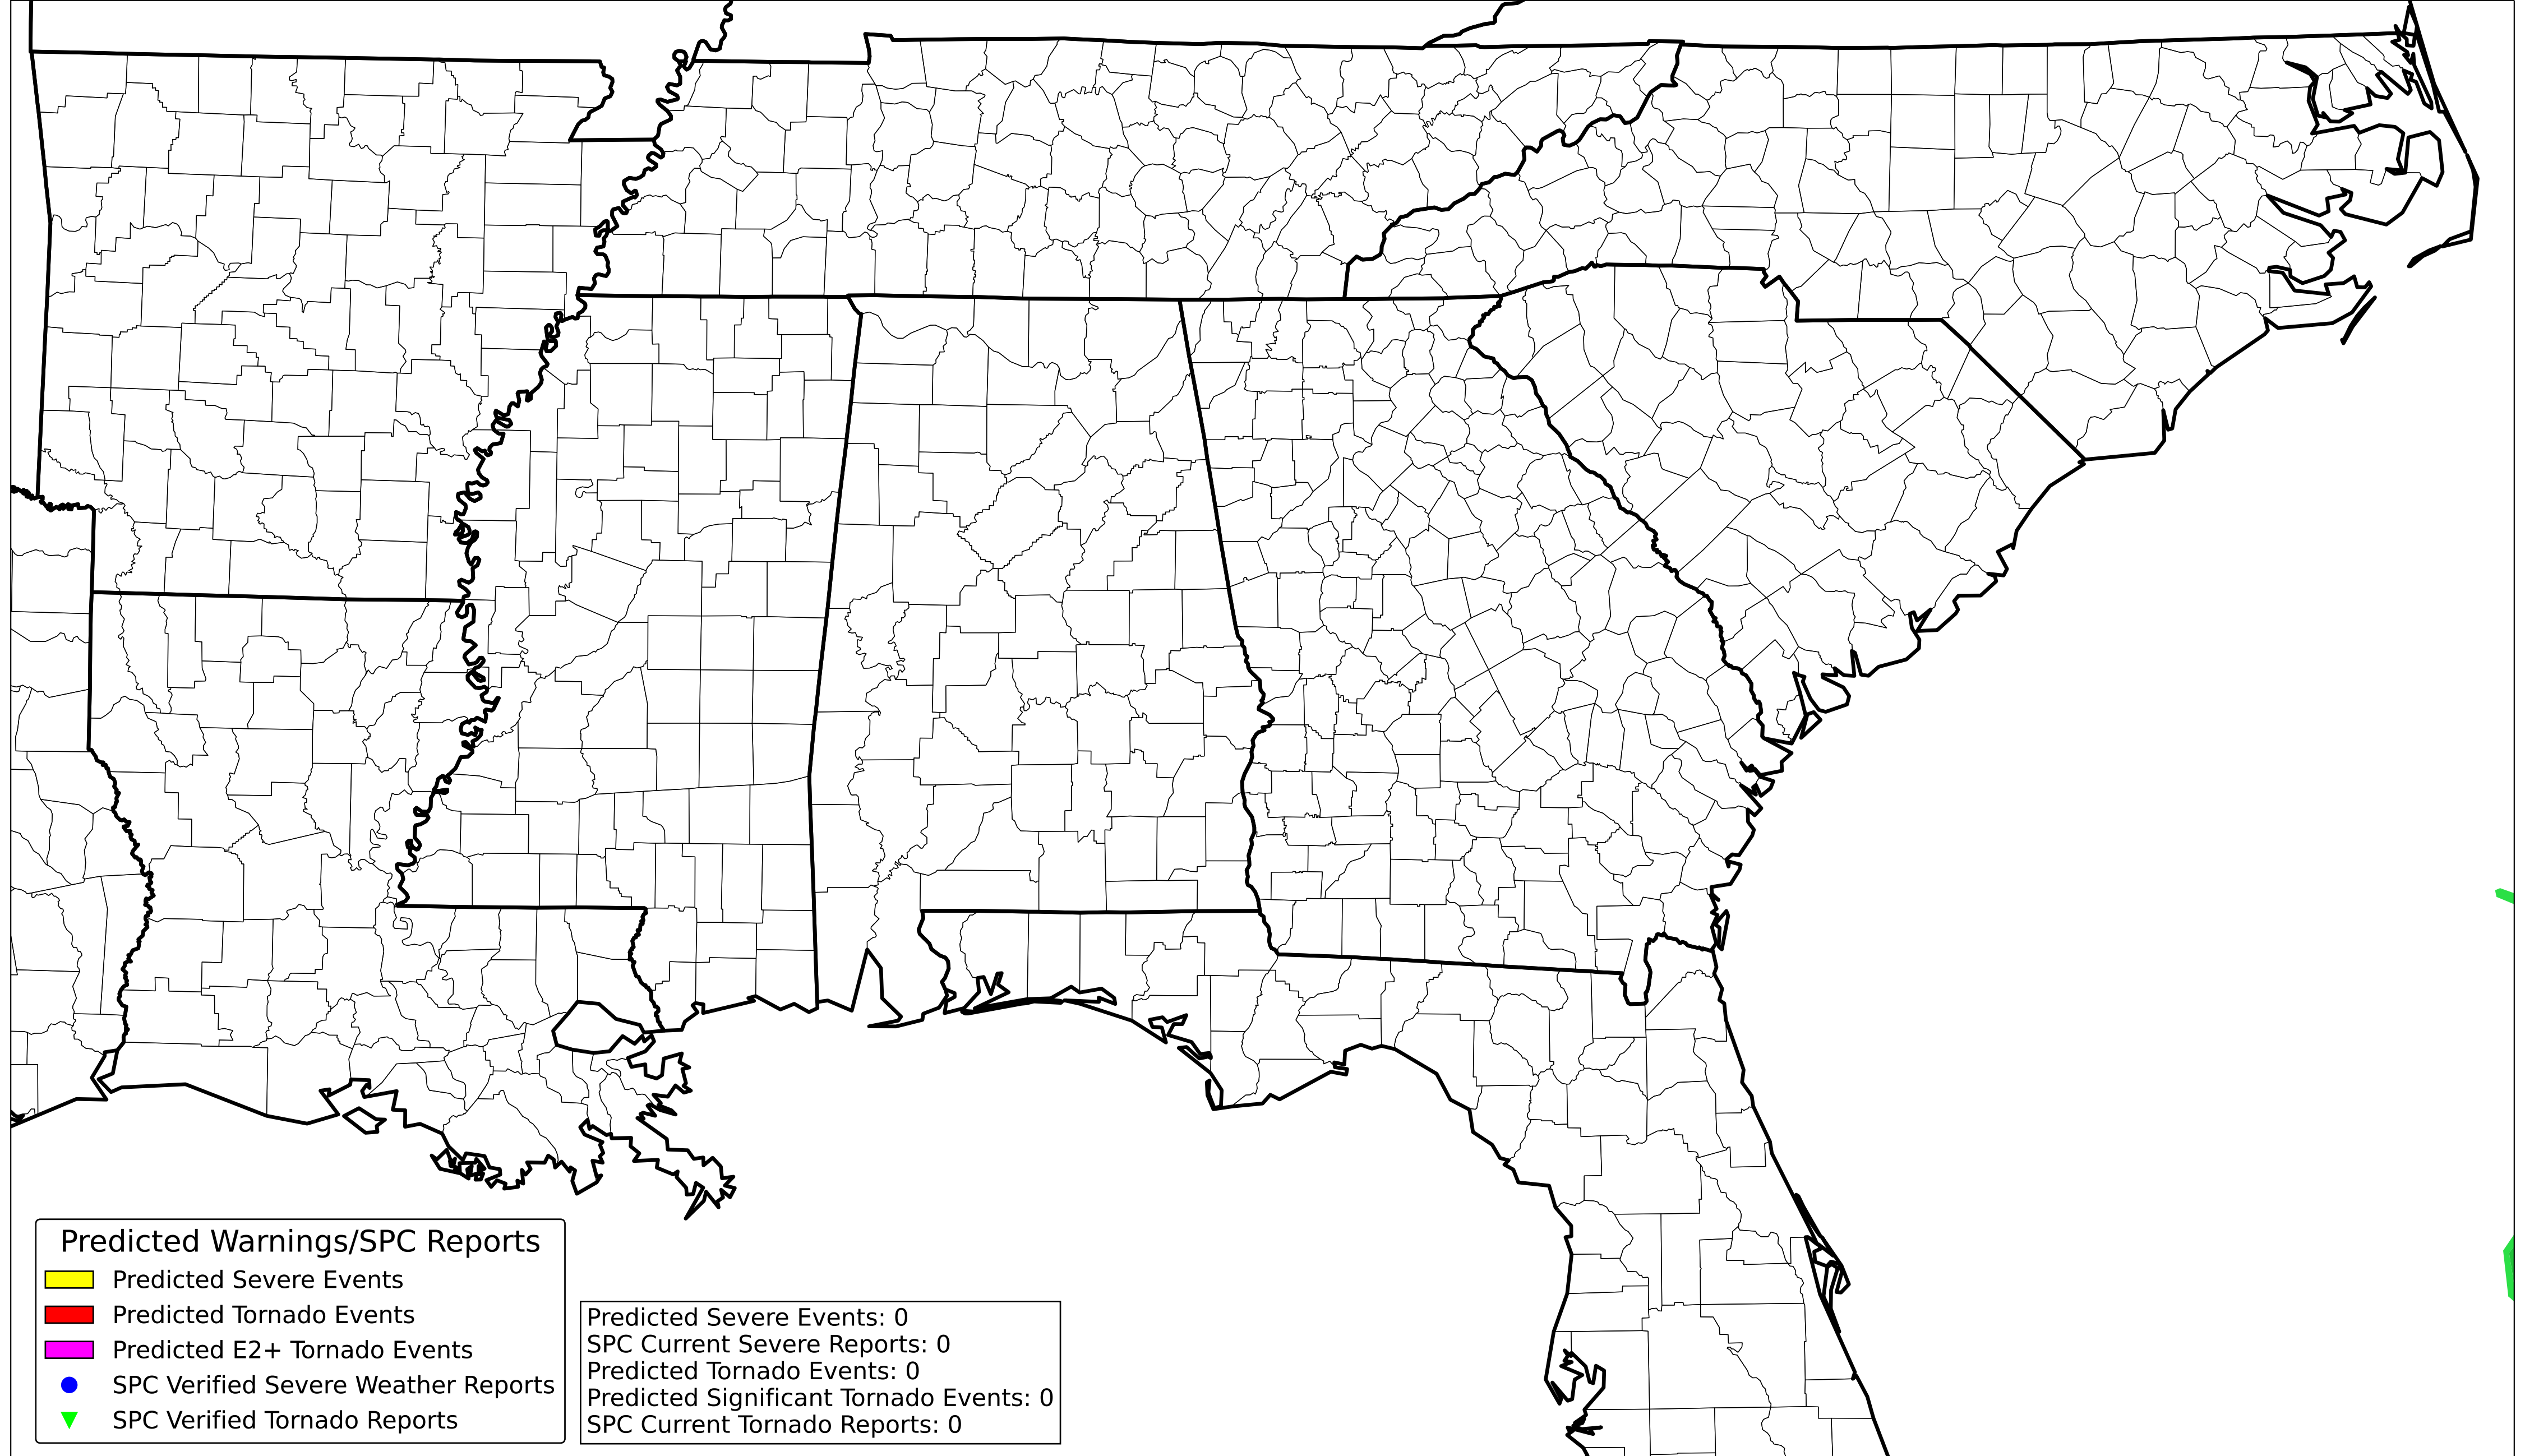 Predicted Warnings/SPC Reports
Predicted Severe Events
Predicted Tornado Events
Predicted E2+ Tornado Events
SPC Verified Severe Weather Reports
SPC Verified Tornado Reports
Predicted Severe Events: 0
SPC Current Severe Reports: 0
Predicted Tornado Events: 0
Predicted Significant Tornado Events: 0
SPC Current Tornado Reports: 0